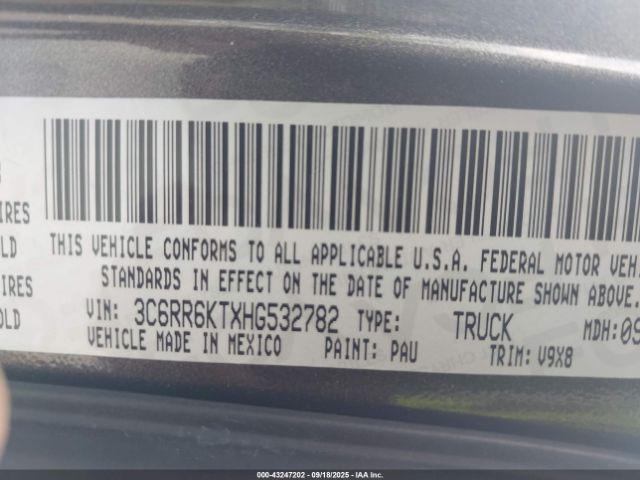 IRES
OLD
IRES
OLD
THIS VEHICLE CONFORMS TO ALL APPLICABLE U.S.A. FEDERAL MOTOR VEH
STANDARDS IN EFFECT ON THE DATE OF MANUFACTURE SHOWN ABOVE.
VIN: 3C6RR6KTXHG532782 TYPE: TRUCK MDH:09
VEHICLE MADE IN MEXICO PAINT: PAU TRIM: V9X8
000-43247202 - 09/18/2025 - IAA Inc. Copyright